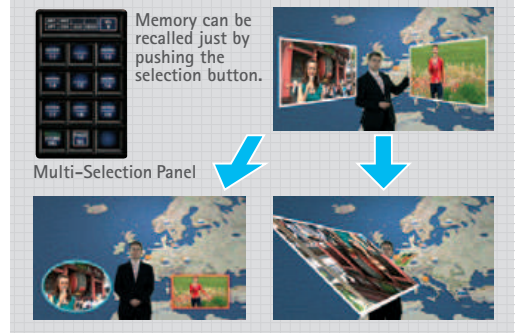 Memory can be
recalled just by
pushing the
selection button.
Multi-Selection Panel